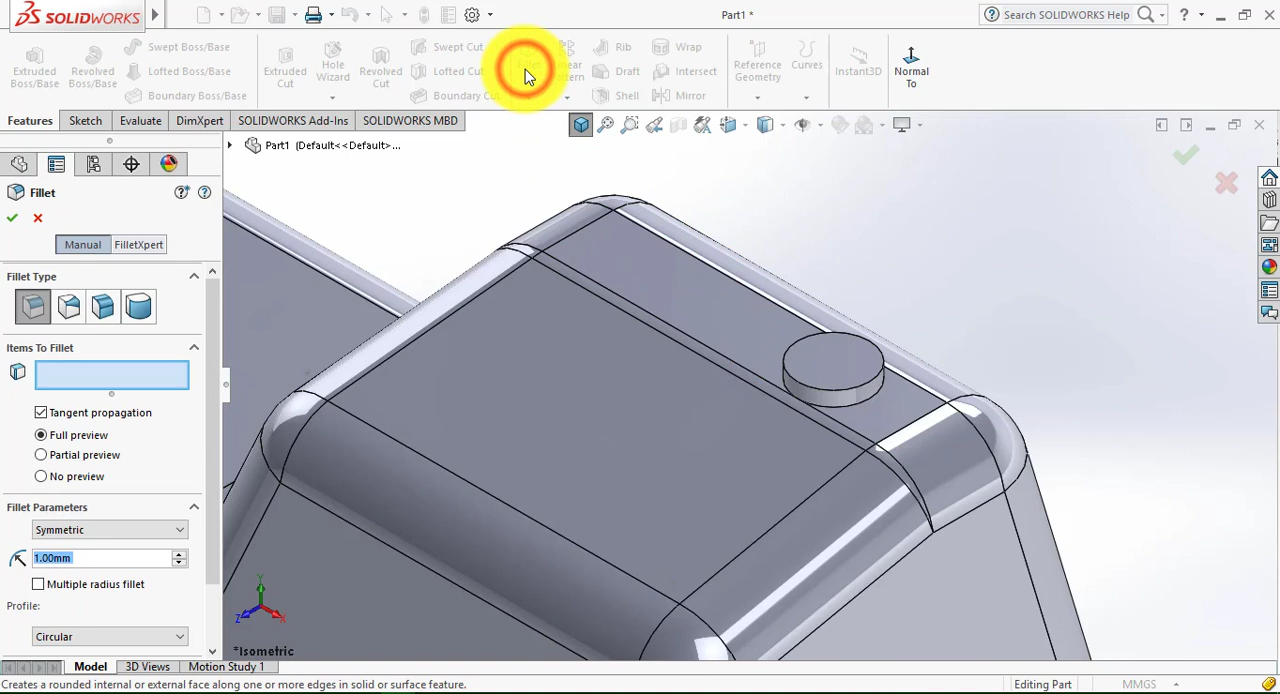 SOLIDWORKS
Part1 *
Search SOLIDWORKS Help
Extruded Boss/Base
Revolved Boss/Base
Swept Boss/Base
Lofted Boss/Base
Boundary Boss/Base
Extruded Cut
Hole Wizard
Revolved Cut
Swept Cut
Lofted Cut
Boundary Cut
Fillet
Linear Pattern
Rib
Draft
Shell
Wrap
Intersect
Mirror
Reference Geometry
Curves
Instant3D
Normal To
Features
Sketch
Evaluate
DimXpert
SOLIDWORKS Add-Ins
SOLIDWORKS MBD
Part1 (Default<<Default>...
Fillet
Manual
FilletXpert
Fillet Type
Items To Fillet
Tangent propagation
Full preview
Partial preview
No preview
Fillet Parameters
Symmetric
1.00mm
Multiple radius fillet
Profile:
Circular
Y
Z
X
*Isometric
Model
3D Views
Motion Study 1
Creates a rounded internal or external face along one or more edges in solid or surface feature.
Editing Part
MMGS